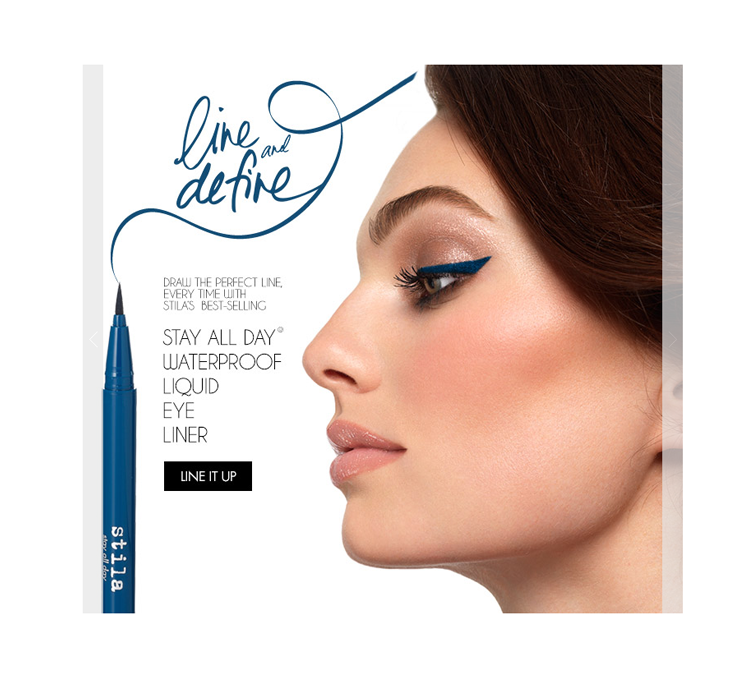 line and
define
DRAW THE PERFECT LINE,
EVERY TIME WITH
STILA'S BEST-SELLING
STAY ALL DAY®
WATERPROOF
LIQUID
EYE
LINER
LINE IT UP
stila
stay all day